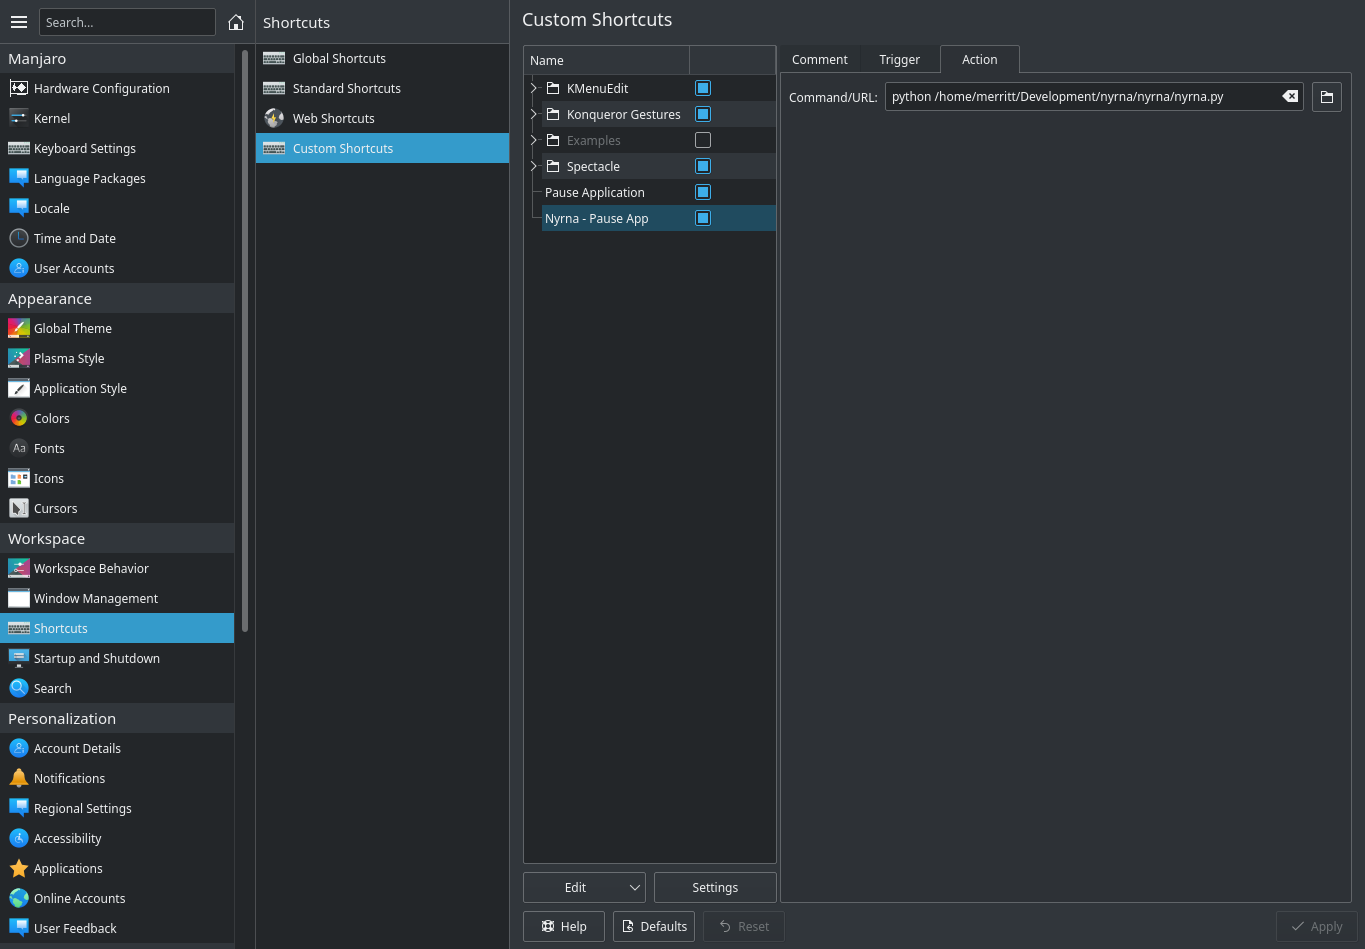 Search...
Manjaro
Hardware Configuration
Kernel
Keyboard Settings
Language Packages
Locale
Time and Date
User Accounts
Appearance
Global Theme
Plasma Style
Application Style
Colors
Aa Fonts
Icons
Cursors
Workspace
Workspace Behavior
Window Management
Shortcuts
Startup and Shutdown
Search
Personalization
Account Details
Notifications
Regional Settings
Accessibility
Applications
Online Accounts
User Feedback
Shortcuts
Global Shortcuts
Standard Shortcuts
Web Shortcuts
Custom Shortcuts
Custom Shortcuts
Name
KMenuEdit
Konqueror Gestures
Examples
Spectacle
Pause Application
Nyrna - Pause App
Edit
Settings
Comment
Trigger
Action
Command/URL: python /home/merritt/Development/nyrna/nyrna/nyrna.py
Help
Defaults
Reset
Apply